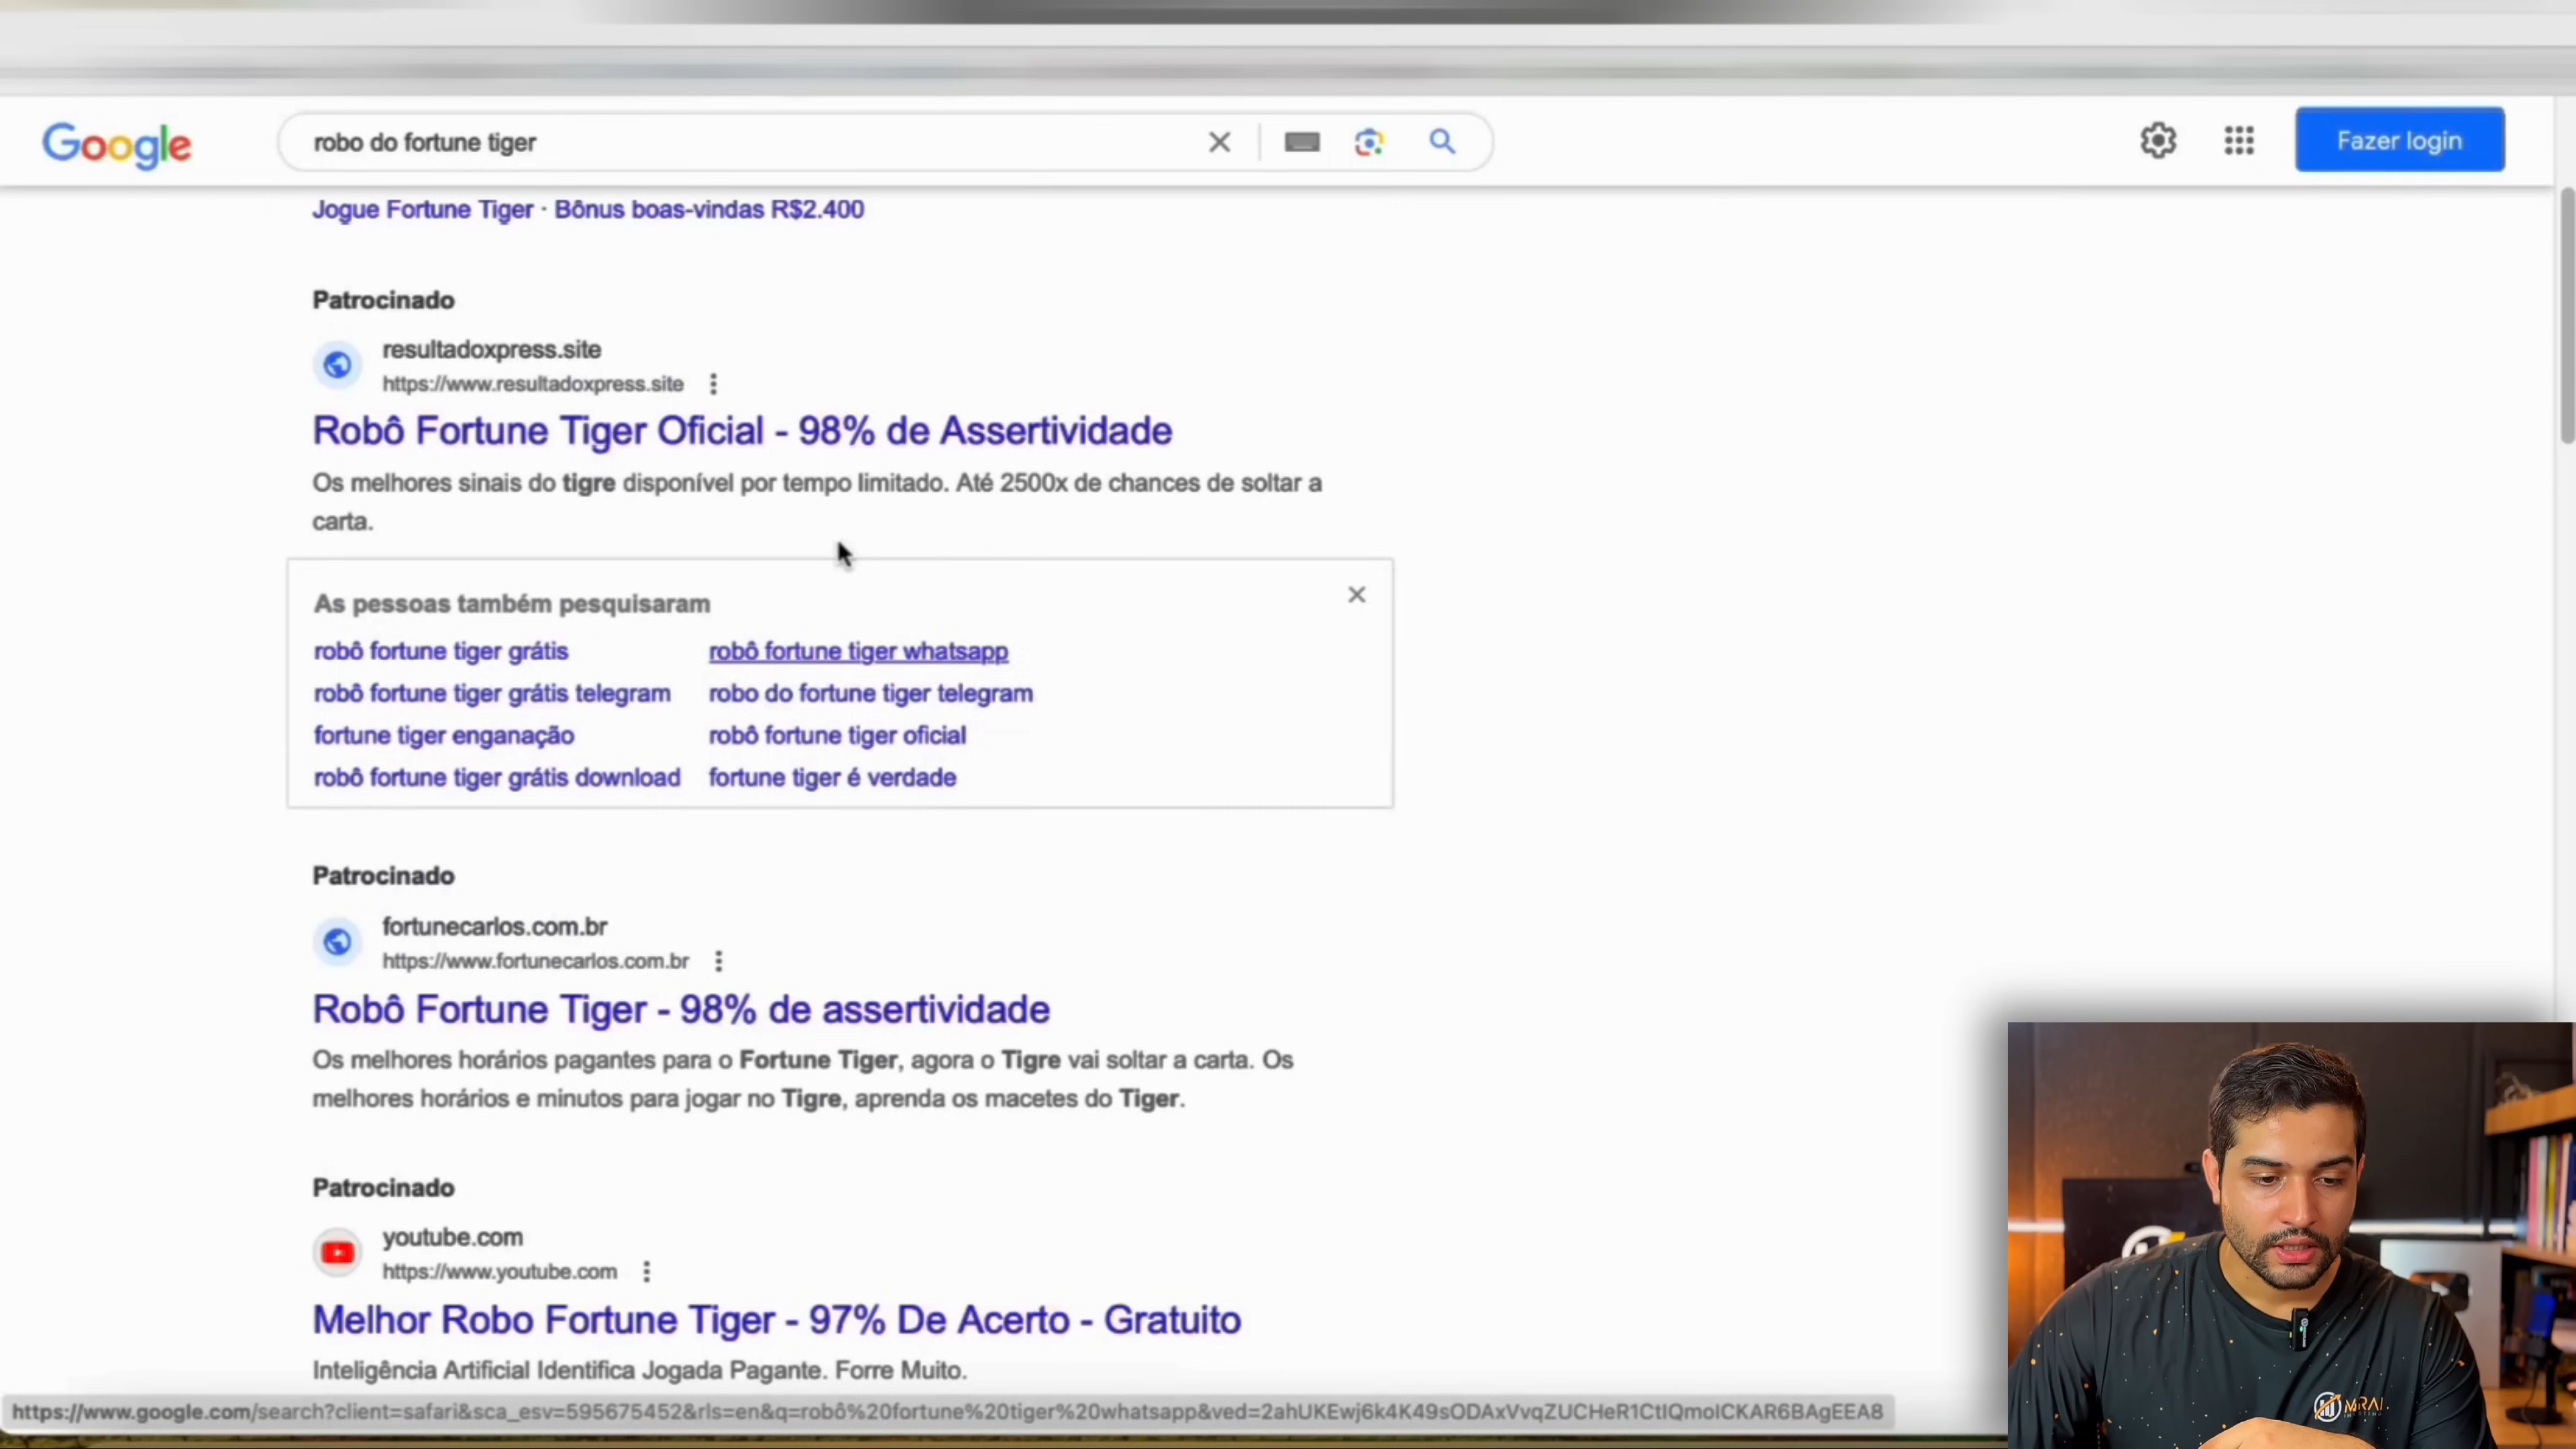 Google
robo do fortune tiger
Fazer login
Jogue Fortune Tiger · Bônus boas-vindas R$2.400
Patrocinado
resultadoxpress.site
https://www.resultadoxpress.site
Robô Fortune Tiger Oficial - 98% de Assertividade
Os melhores sinais do tigre disponível por tempo limitado. Até 2500x de chances de soltar a
carta.
As pessoas também pesquisaram
robô fortune tiger grátis
robô fortune tiger whatsapp
robô fortune tiger grátis telegram
robo do fortune tiger telegram
fortune tiger enganação
robô fortune tiger oficial
robô fortune tiger grátis download
fortune tiger é verdade
Patrocinado
fortunecarlos.com.br
https://www.fortunecarlos.com.br
Robô Fortune Tiger - 98% de assertividade
Os melhores horários pagantes para o Fortune Tiger, agora o Tigre vai soltar a carta. Os
melhores horários e minutos para jogar no Tigre, aprenda os macetes do Tiger.
Patrocinado
youtube.com
https://www.youtube.com
Melhor Robo Fortune Tiger - 97% De Acerto - Gratuito
Inteligência Artificial Identifica Jogada Pagante. Forre Muito.
https://www.google.com/search?client=safari&sca_esv=595675452&rls=en&q=robô%20fortune%20tiger%20whatsapp&ved=2ahUKEwj6k4K49sODAxVvqZUCHeR1CtIQmoICKAR6BAgEEA8